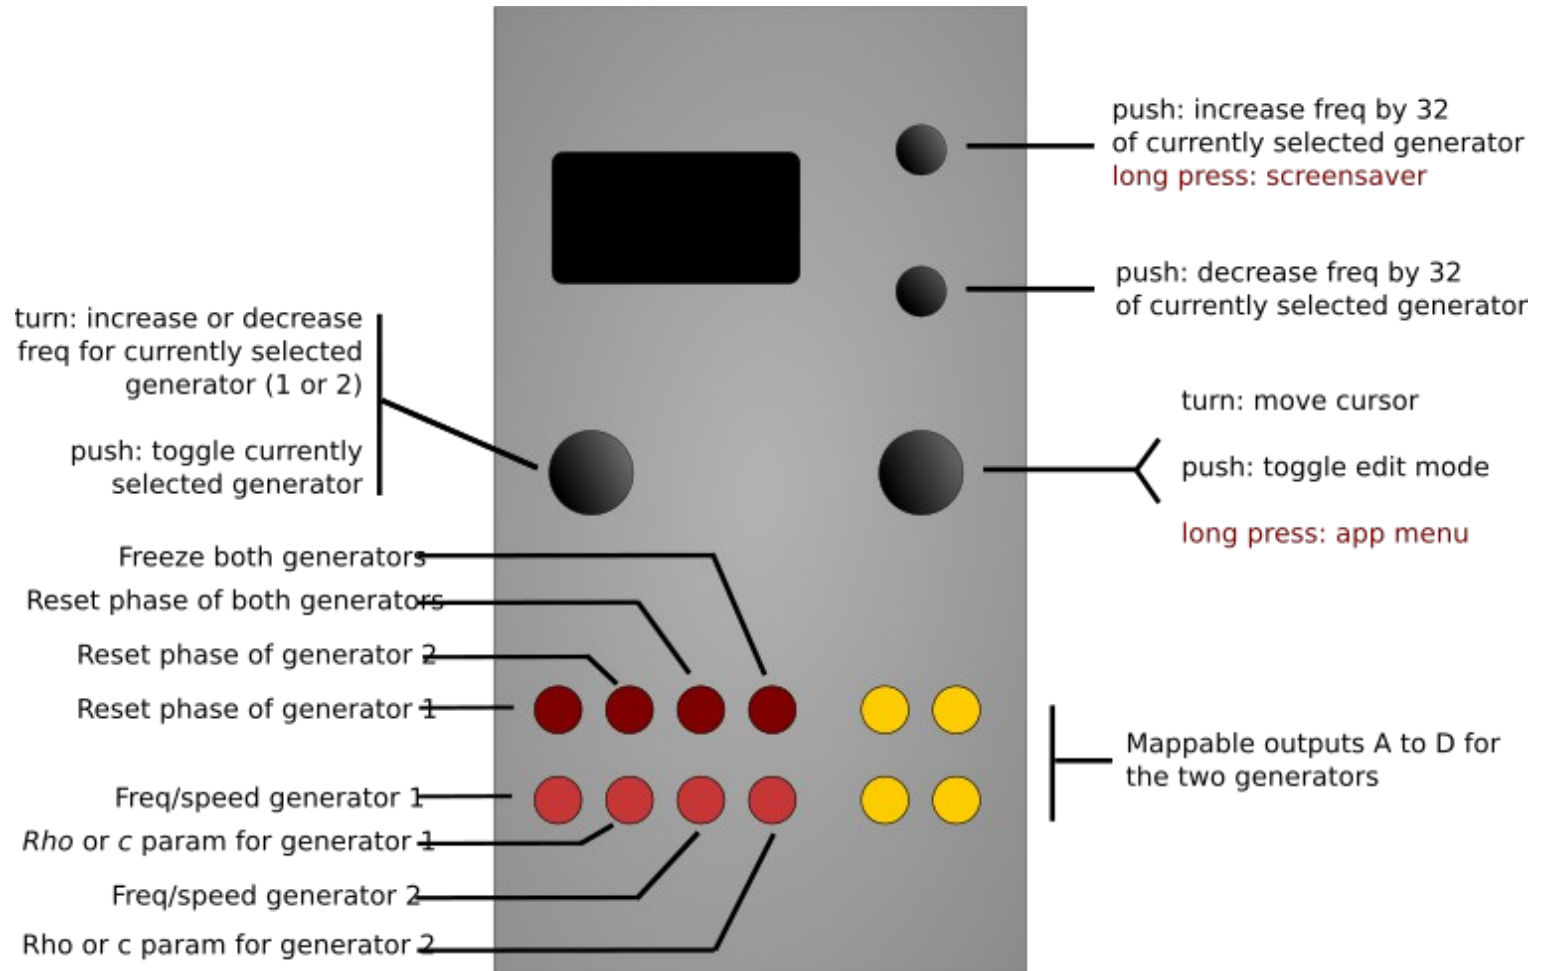 push: increase freq by 32
of currently selected generator
long press: screensaver
push: decrease freq by 32
of currently selected generator
turn: increase or decrease
freq for currently selected
generator (1 or 2)
push: toggle currently
selected generator
turn: move cursor
push: toggle edit mode
long press: app menu
Freeze both generators
Reset phase of both generators
Reset phase of generator 2
Reset phase of generator 1
Freq/speed generator 1
Rho or c param for generator 1
Freq/speed generator 2
Rho or c param for generator 2
Mappable outputs A to D for
the two generators